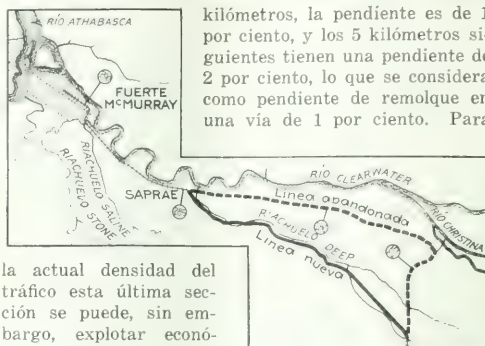 kilómetros, la pendiente es de 1
por ciento, y los 5 kilómetros si-
guientes tienen una pendiente de
2 por ciento, lo que se considera
como pendiente de remolque en
una vía de 1 por ciento. Para
RÍO ATHABASCA
FUERTE
McMURRAY
RIACHUELO SALINE
RIACHUEVO STONE
SAPRAE
RÍO CLEARWATER
Línea abandonada
RÍO CHRISTINA
RIACHUELO DEEP
Línea nueva
la actual densidad del
tráfico esta última sec-
ción se puede, sin em-
bargo, explotar econó-